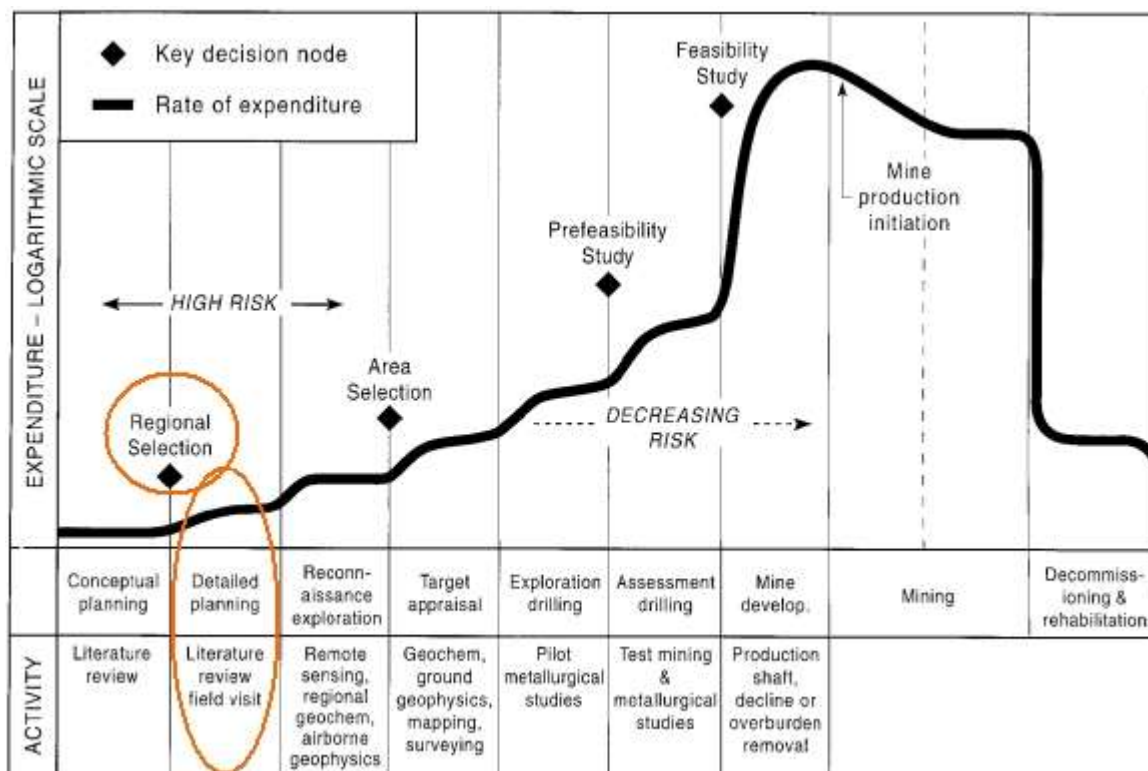 EXPENDITURE – LOGARITHMIC SCALE
Key decision node
Rate of expenditure
Feasibility
Study
Mine
production
initiation
Prefeasibility
Study
HIGH RISK
Area
Selection
DECREASING
RISK
Regional
Selection
Conceptual
planning
Detailed
planning
Reconn-
aissance
exploration
Target
appraisal
Exploration
drilling
Assessment
drilling
Mine
develop.
Mining
Decommiss-
ioning &
rehabilitation
ACTIVITY
Literature
review
Literature
review
field visit
Remote
sensing,
regional
geochem,
airborne
geophysics
Geochem,
ground
geophysics,
mapping,
surveying
Pilot
metallurgical
studies
Test mining
&
metallurgical
studies
Production
shaft,
decline or
overburden
removal